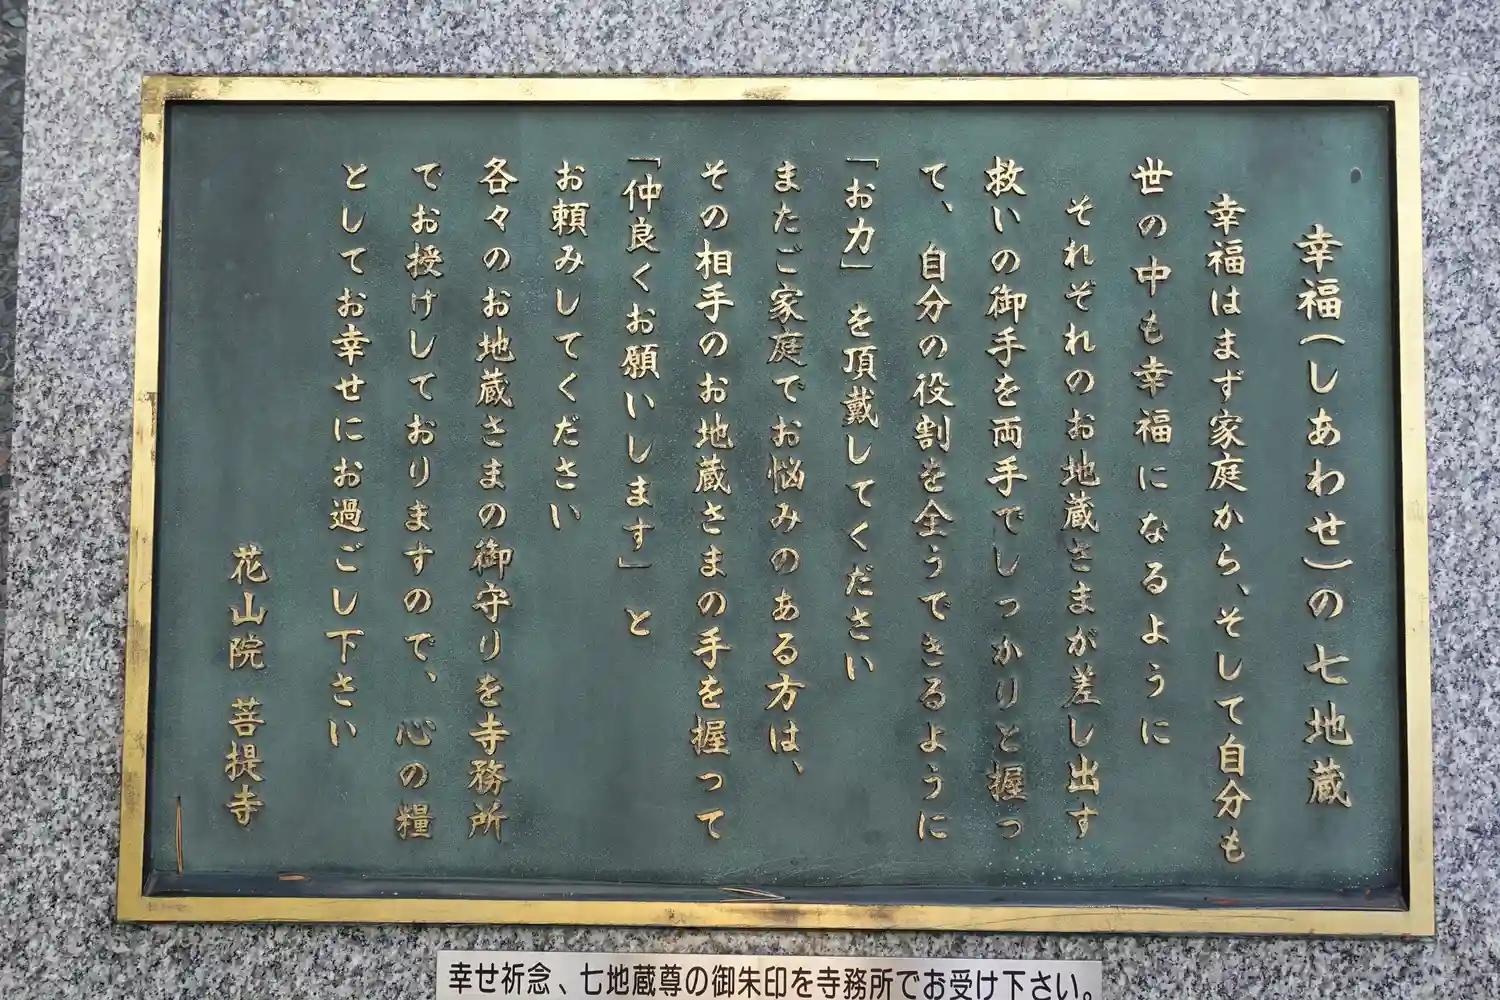 幸福(しあわせ)の七地蔵
幸福はまず家庭から、そして自分も
世の中も幸福になるように
それぞれのお地蔵さまが差し出す
救いの御手を両手でしっかりと握っ
て、自分の役割を全うできるように
「お力」を頂戴してください
またご家庭でお悩みのある方は、
その相手のお地蔵さまの手を握って
「仲良くお願いします」と
お頼みしてください
各々のお地蔵さまの御守りを寺務所
でお授けしておりますので、心の糧
としてお幸せにお過ごし下さい
花山院 菩提寺
幸せ祈念、七地蔵尊の御朱印を寺務所でお受け下さい。